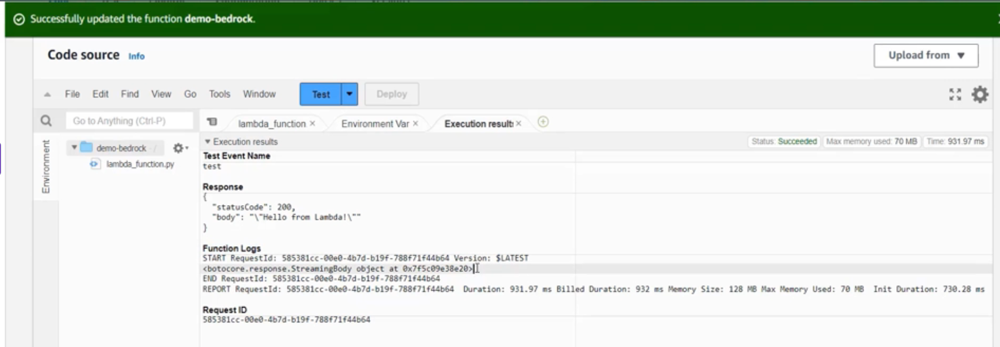 Successfully updated the function demo-bedrock.
Code source Info
Upload from
File Edit Find View Go Tools Window Test Deploy
Go to Anything (Ctrl-P)
lambda_function × Environment Var × Execution results ×
Environment
demo-bedrock /
lambda_function.py
Execution results
Status: Succeeded Max memory used: 70 MB Time: 931.97 ms
Test Event Name
test
Response
{
"statusCode": 200,
"body": "\"Hello from Lambda!\""
}
Function Logs
START RequestId: 585381cc-00e0-4b7d-b19f-788f71f44b64 Version: $LATEST
<botocore.response.StreamingBody object at 0x7f5c09e38e20>
END RequestId: 585381cc-00e0-4b7d-b19f-788f71f44b64
REPORT RequestId: 585381cc-00e0-4b7d-b19f-788f71f44b64 Duration: 931.97 ms Billed Duration: 932 ms Memory Size: 128 MB Max Memory Used: 70 MB Init Duration: 730.28 ms
Request ID
585381cc-00e0-4b7d-b19f-788f71f44b64